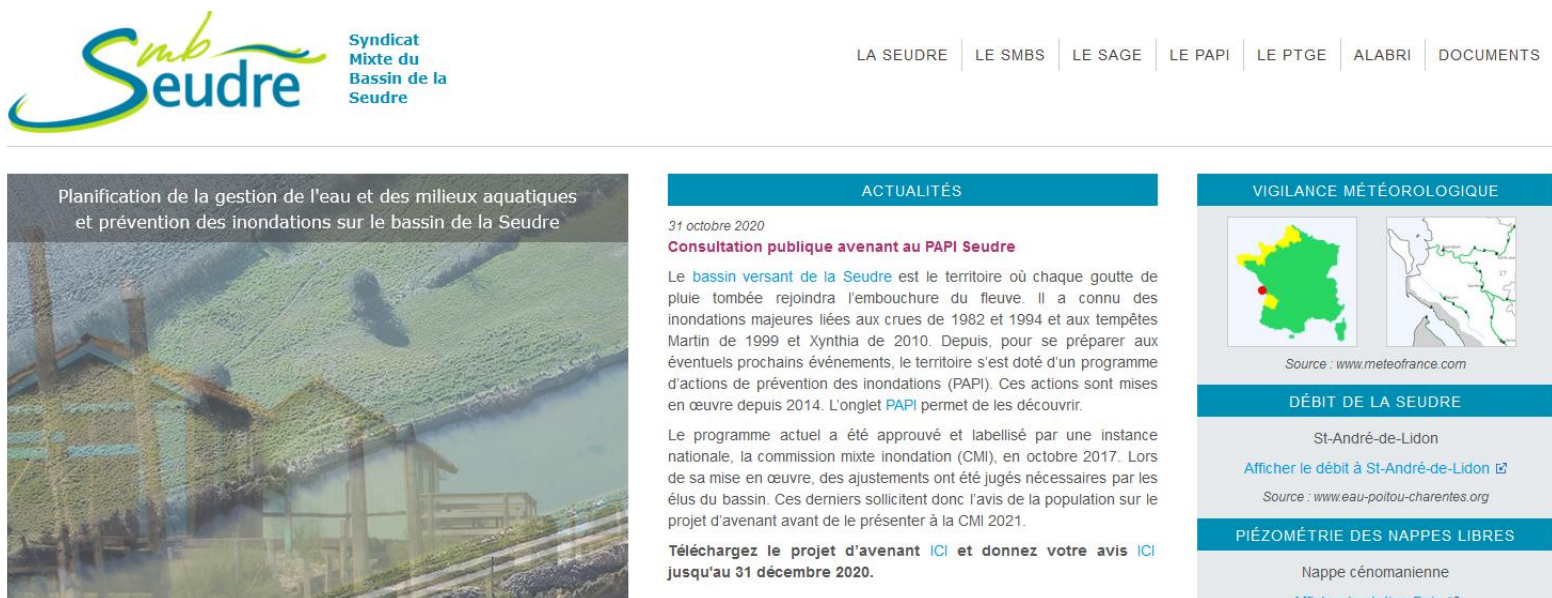 smb
Seudre
Syndicat
Mixte du
Bassin de la
Seudre
LA SEUDRE LE SMBS LE SAGE LE PAPI LE PTGE ALABRI DOCUMENTS
Planification de la gestion de l'eau et des milieux aquatiques
et prévention des inondations sur le bassin de la Seudre
ACTUALITÉS
31 octobre 2020
Consultation publique avenant au PAPI Seudre
Le bassin versant de la Seudre est le territoire où chaque goutte de
pluie tombée rejoindra l'embouchure du fleuve. Il a connu des
inondations majeures liées aux crues de 1982 et 1994 et aux tempêtes
Martin de 1999 et Xynthia de 2010. Depuis, pour se préparer aux
éventuels prochains événements, le territoire s'est doté d'un programme
d'actions de prévention des inondations (PAPI). Ces actions sont mises
en œuvre depuis 2014. L'onglet PAPI permet de les découvrir.
Le programme actuel a été approuvé et labellisé par une instance
nationale, la commission mixte inondation (CMI), en octobre 2017. Lors
de sa mise en œuvre, des ajustements ont été jugés nécessaires par les
élus du bassin. Ces derniers sollicitent donc l'avis de la population sur le
projet d'avenant avant de le présenter à la CMI 2021.
Téléchargez le projet d'avenant ICI et donnez votre avis ICI
jusqu'au 31 décembre 2020.
VIGILANCE MÉTÉOROLOGIQUE
Source : www.meteofrance.com
DÉBIT DE LA SEUDRE
St-André-de-Lidon
Afficher le débit à St-André-de-Lidon
Source : www.eau-poitou-charentes.org
PIÉZOMÉTRIE DES NAPPES LIBRES
Nappe cénomanienne